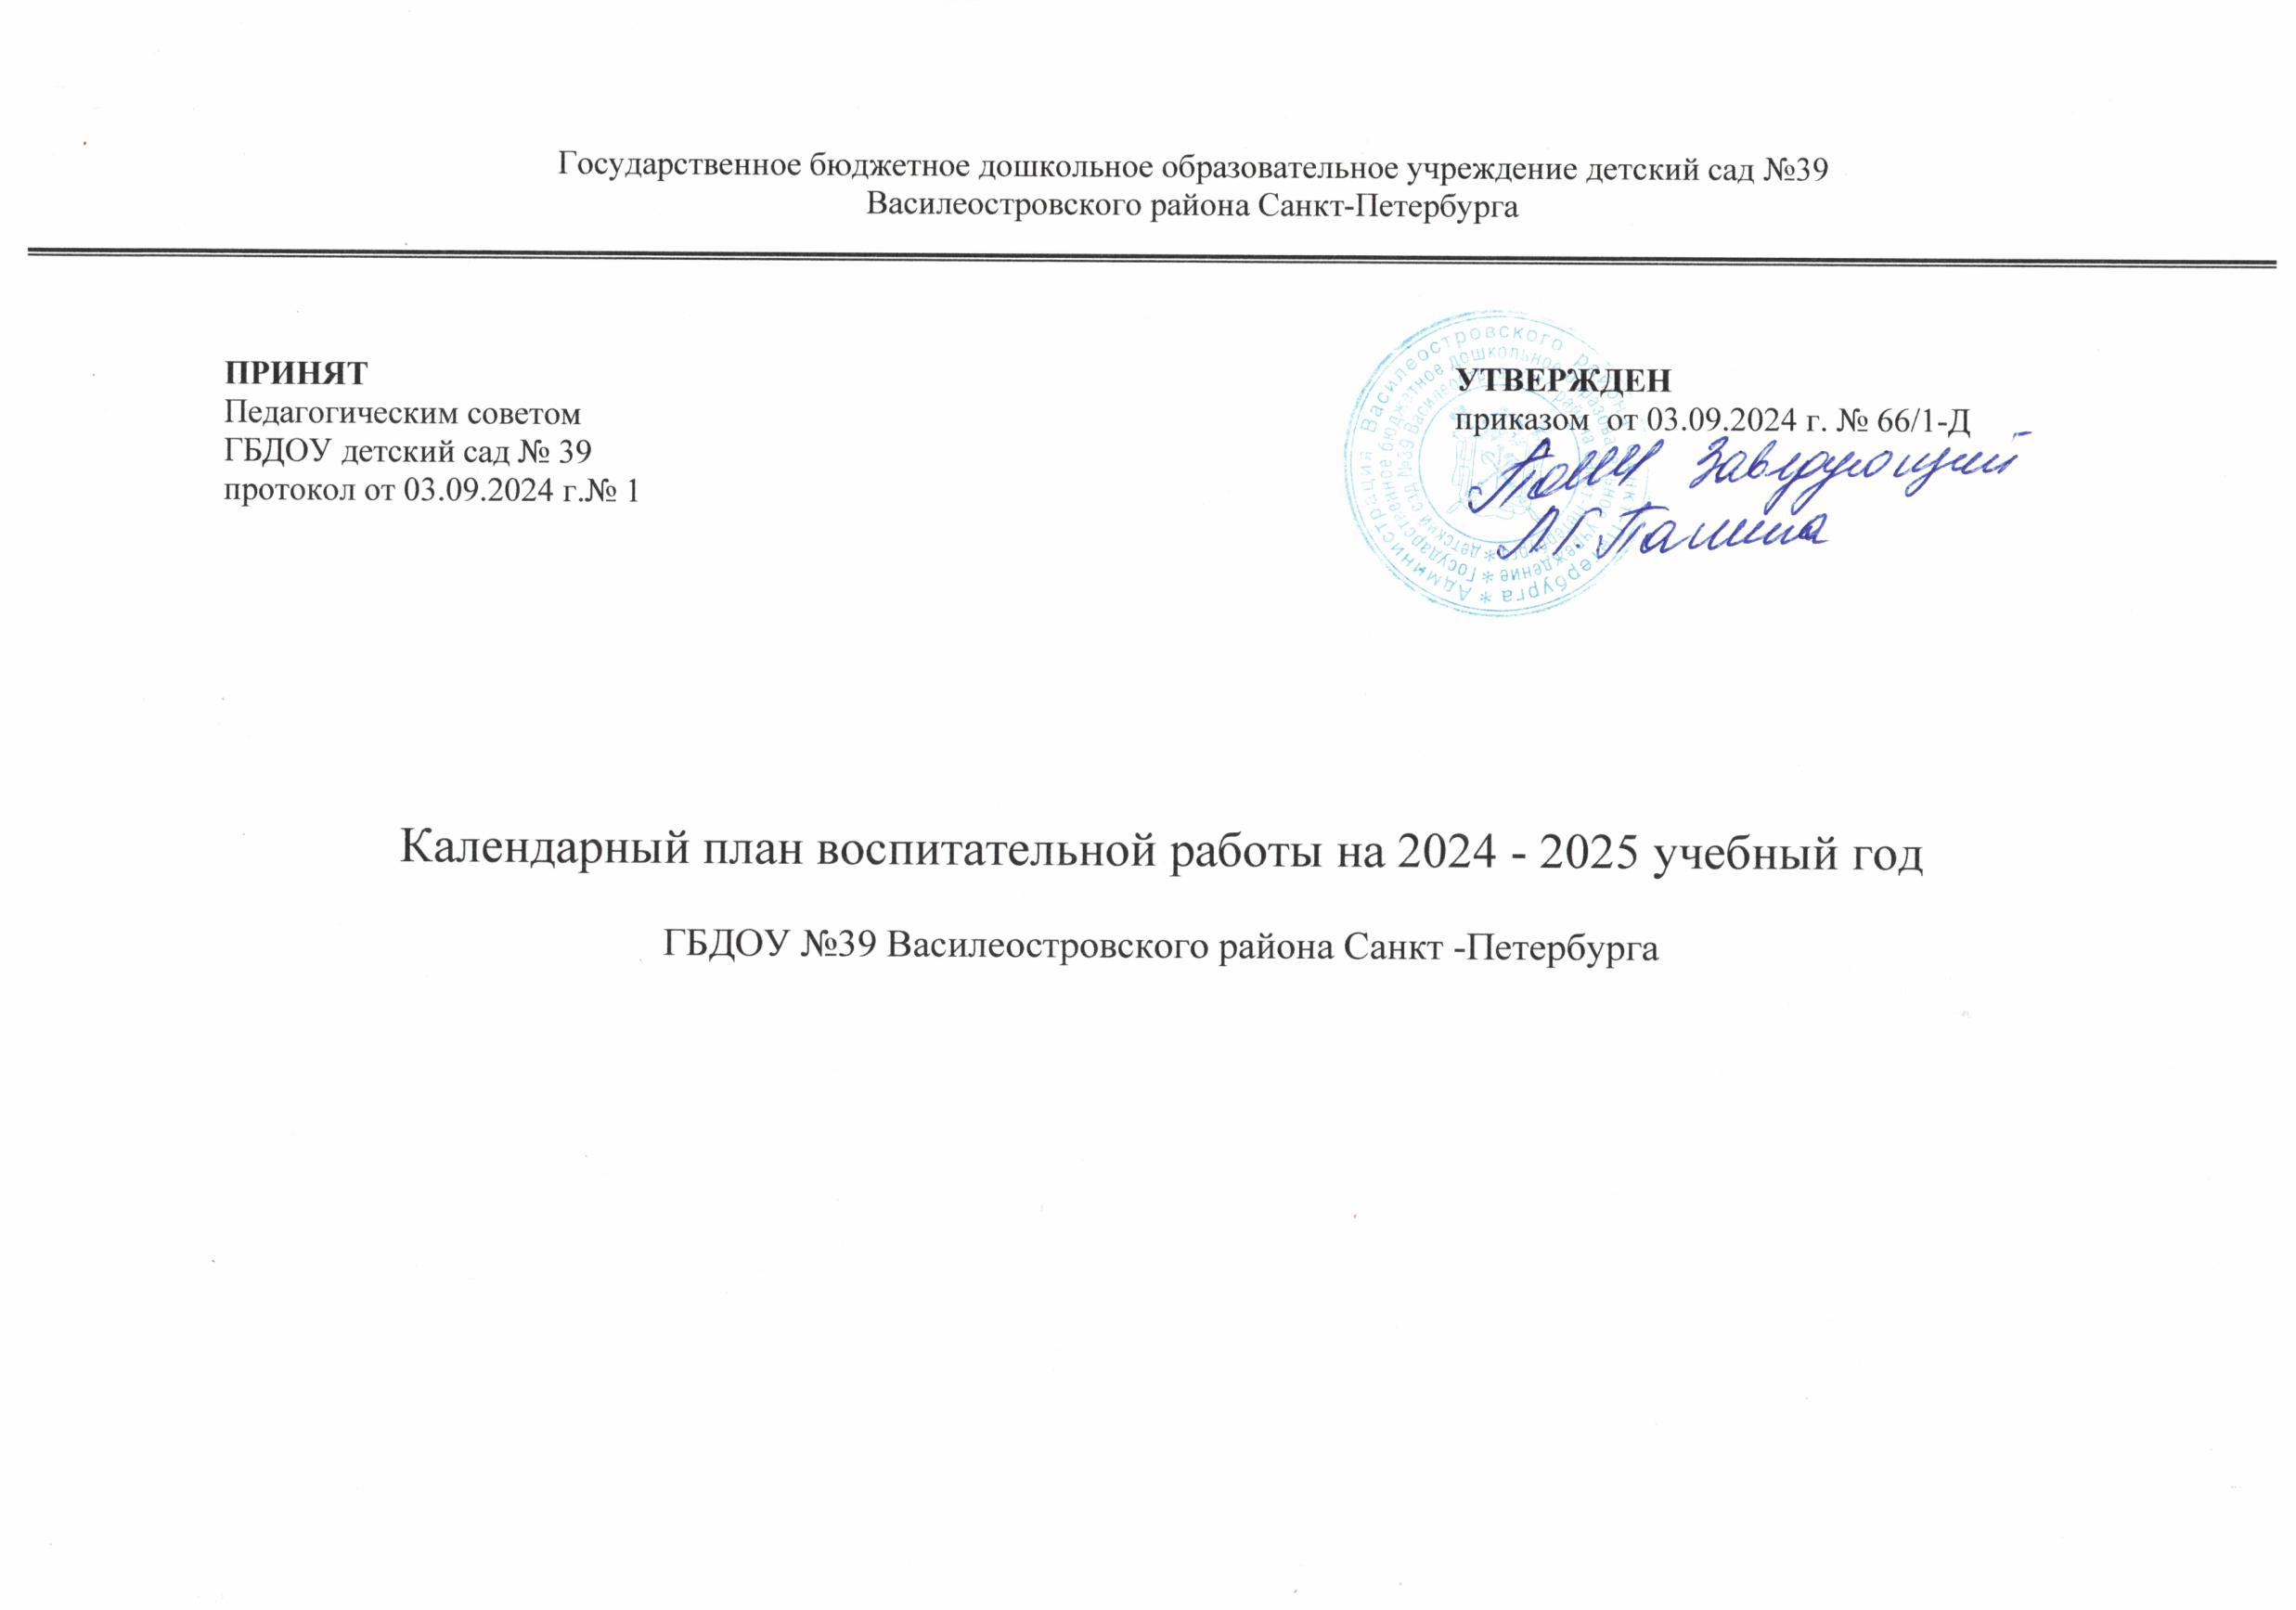 Государственное бюджетное дошкольное образовательное учреждение детский сад №39
Василеостровского района Санкт-Петербурга
ПРИНЯТ
Педагогическим советом
ГБДОУ детский сад № 39
протокол от 03.09.2024 г.№ 1
УТВЕРЖДЕН
приказом от 03.09.2024 г. № 66/1-Д
Заведующий
Календарный план воспитательной работы на 2024 - 2025 учебный год
ГБДОУ №39 Василеостровского района Санкт -Петербурга